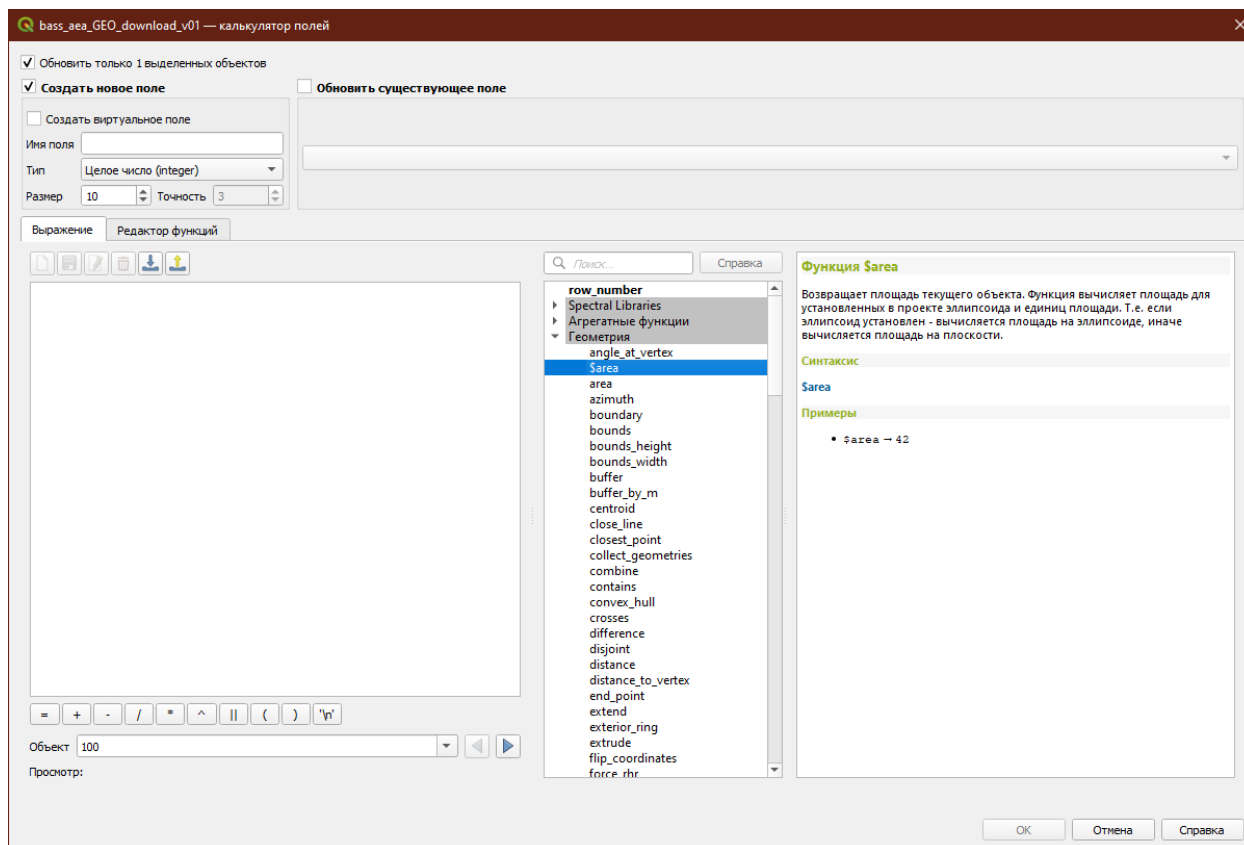 bass_aea_GEO_download_v01 — калькулятор полей
Обновить только 1 выделенных объектов
Создать новое поле
Обновить существующее поле
Создать виртуальное поле
Имя поля
Тип Целое число (integer)
Размер 10 Точность 3
Выражение Редактор функций
Поиск... Справка
row_number
Spectral Libraries
Агрегатные функции
Геометрия
angle_at_vertex
$area
area
azimuth
boundary
bounds
bounds_height
bounds_width
buffer
buffer_by_m
centroid
close_line
closest_point
collect_geometries
combine
contains
convex_hull
crosses
difference
disjoint
distance
distance_to_vertex
end_point
extend
exterior_ring
extrude
flip_coordinates
force_rhr
Функция $area
Возвращает площадь текущего объекта. Функция вычисляет площадь для
установленных в проекте эллипсоида и единиц площади. Т.е. если
эллипсоид установлен - вычисляется площадь на эллипсоиде, иначе
вычисляется площадь на плоскости.
Синтаксис
$area
Примеры
• $area → 42
= + - / * ^ || ( ) '\n'
Объект 100
Просмотр:
OK Отмена Справка